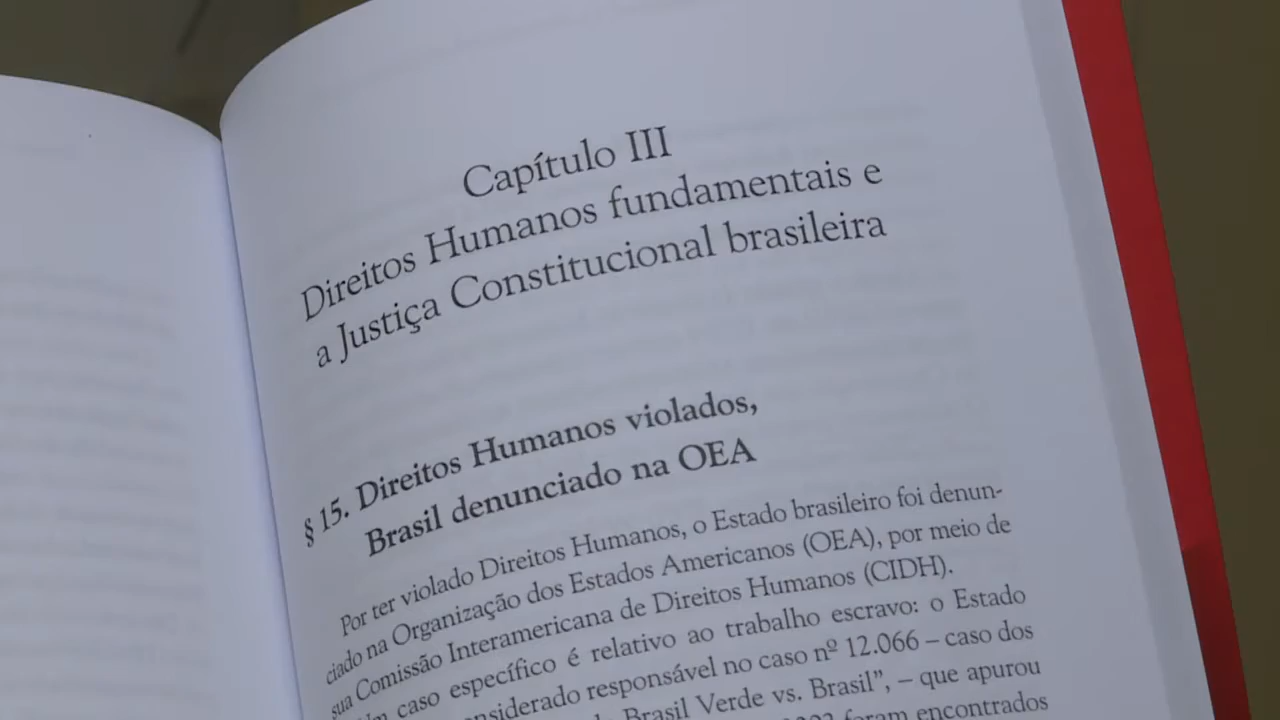 Capítulo III
Direitos Humanos fundamentais e
a Justiça Constitucional brasileira
§ 15. Direitos Humanos violados,
Brasil denunciado na OEA
Por ter violado Direitos Humanos, o Estado brasileiro foi denun-
ciado na Organização dos Estados Americanos (OEA), por meio de
sua Comissão Interamericana de Direitos Humanos (CIDH).
caso específico é relativo ao trabalho escravo: o Estado
responsável no caso nº 12.066 – caso dos
Brasil Verde vs. Brasil”, – que apurou
foram encontrados